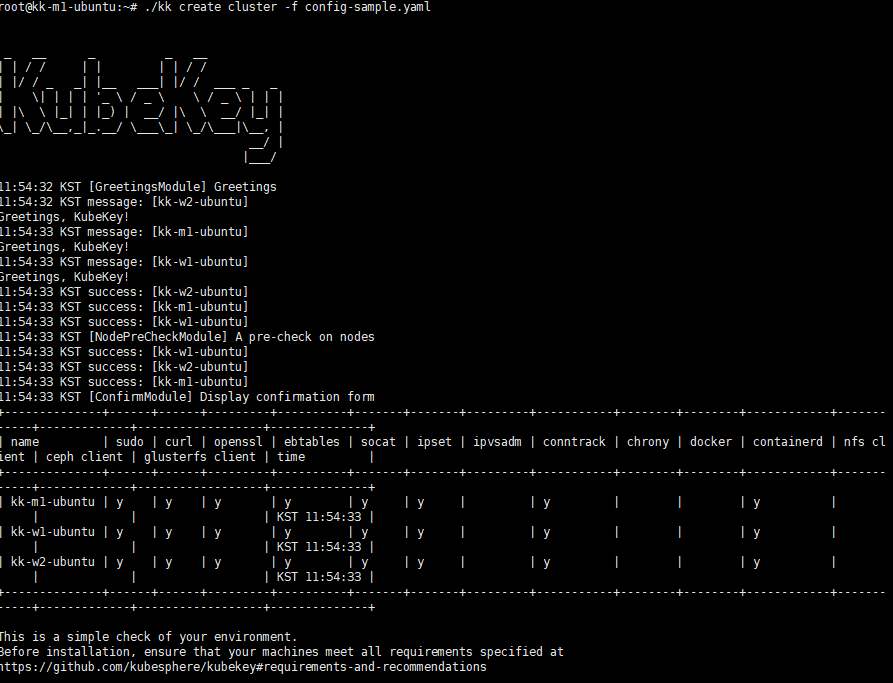 root@kk-m1-ubuntu:~# ./kk create cluster -f config-sample.yaml
 _   __      _          _   __
| | / /     | |        | | / /
| |/ / _   _| |__   ___| |/ /  ___ _   _
|    \| | | | '_ \ / _ \    \ / _ \ | | |
| |\  \ |_| | |_) |  __/ |\  \  __/ |_| |
\_| \_/\__,_|_.__/ \___\_| \_/\___|\__, |
                                    __/ |
                                   |___/
11:54:32 KST [GreetingsModule] Greetings
11:54:32 KST message: [kk-w2-ubuntu]
Greetings, KubeKey!
11:54:33 KST message: [kk-m1-ubuntu]
Greetings, KubeKey!
11:54:33 KST message: [kk-w1-ubuntu]
Greetings, KubeKey!
11:54:33 KST success: [kk-w2-ubuntu]
11:54:33 KST success: [kk-m1-ubuntu]
11:54:33 KST success: [kk-w1-ubuntu]
11:54:33 KST [NodePreCheckModule] A pre-check on nodes
11:54:33 KST success: [kk-w1-ubuntu]
11:54:33 KST success: [kk-w2-ubuntu]
11:54:33 KST success: [kk-m1-ubuntu]
11:54:33 KST [ConfirmModule] Display confirmation form
+--------------+------+------+---------+----------+-------+-------+---------+-----------+--------+--------+------------+-------
-----+-------------+------------------+--------------+
| name         | sudo | curl | openssl | ebtables | socat | ipset | ipvsadm | conntrack | chrony | docker | containerd | nfs cl
ient | ceph client | glusterfs client | time         |
+--------------+------+------+---------+----------+-------+-------+---------+-----------+--------+--------+------------+-------
-----+-------------+------------------+--------------+
| kk-m1-ubuntu | y    | y    | y       | y        | y     | y     |         | y         |        |        | y          |
     |             |                  | KST 11:54:33 |
| kk-w1-ubuntu | y    | y    | y       | y        | y     | y     |         | y         |        |        | y          |
     |             |                  | KST 11:54:33 |
| kk-w2-ubuntu | y    | y    | y       | y        | y     | y     |         | y         |        |        | y          |
     |             |                  | KST 11:54:33 |
+--------------+------+------+---------+----------+-------+-------+---------+-----------+--------+--------+------------+-------
-----+-------------+------------------+--------------+
This is a simple check of your environment.
Before installation, ensure that your machines meet all requirements specified at
https://github.com/kubesphere/kubekey#requirements-and-recommendations